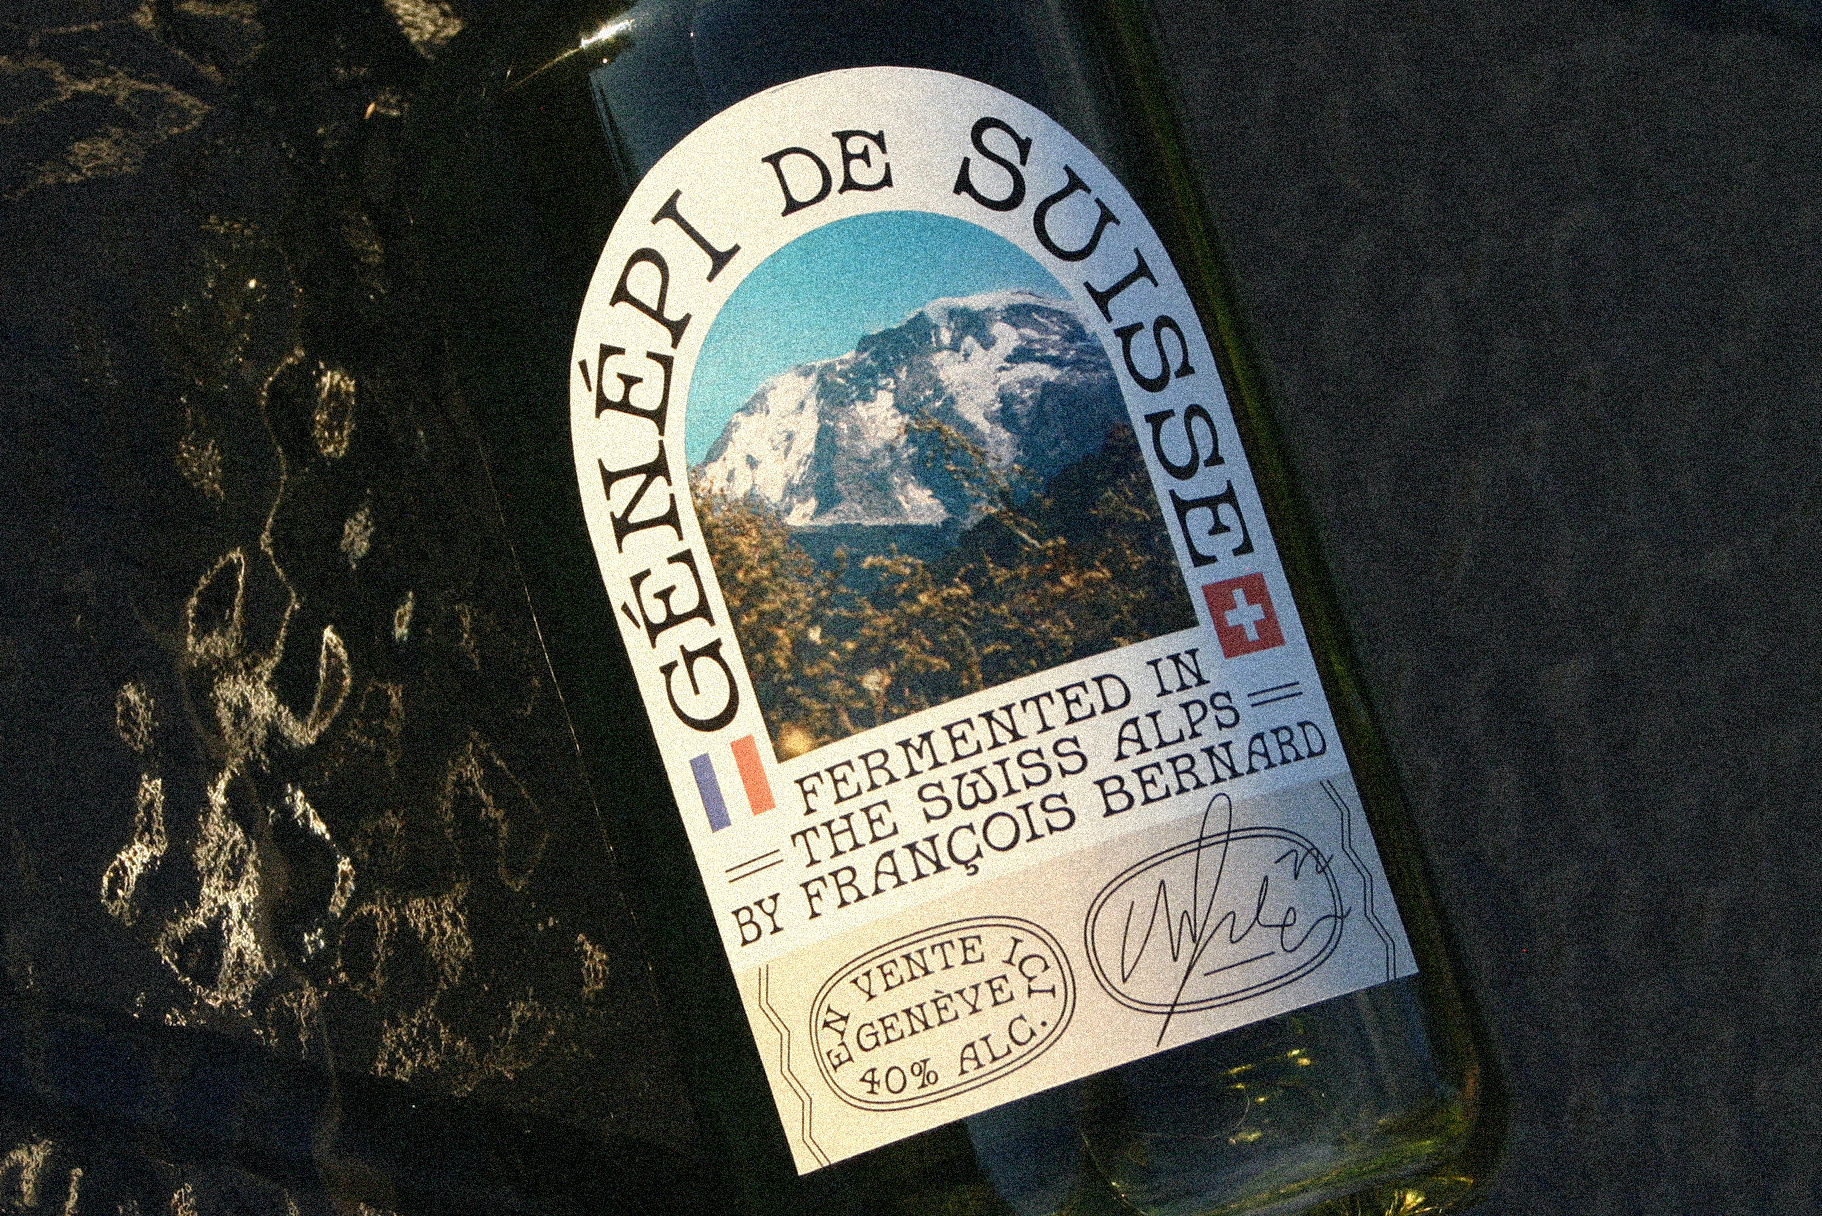 GÉNÉPI DE SUISSE
FERMENTED IN
THE SWISS ALPS
BY FRANÇOIS BERNARD
EN VENTE ICI
GENÈVE
40% ALC.